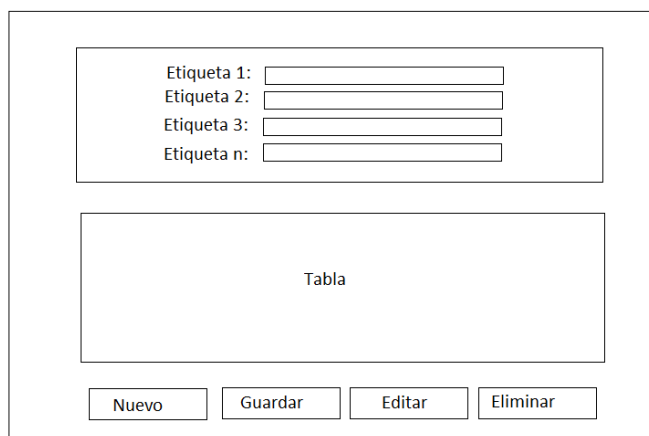 Etiqueta 1:
Etiqueta 2:
Etiqueta 3:
Etiqueta n:
Tabla
Nuevo
Guardar
Editar
Eliminar